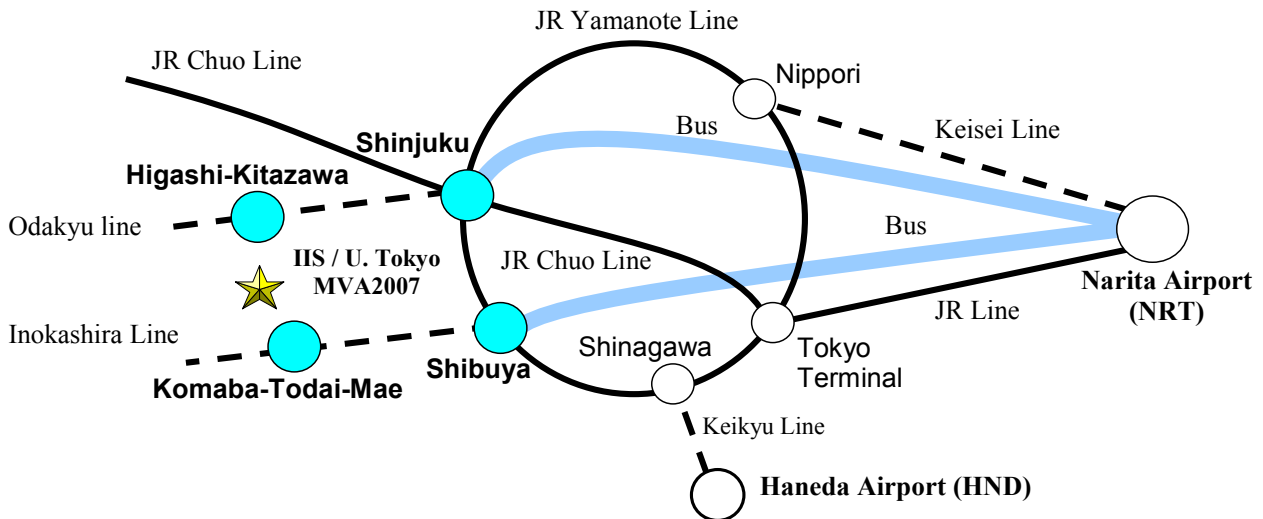 JR Yamanote Line
JR Chuo Line
Nippori
Bus
Keisei Line
Shinjuku
Higashi-Kitazawa
Odakyu line
Bus
IIS / U. Tokyo
MVA2007
JR Chuo Line
Narita Airport
(NRT)
JR Line
Inokashira Line
Shinagawa
Tokyo
Terminal
Shibuya
Komaba-Todai-Mae
Keikyu Line
Haneda Airport (HND)